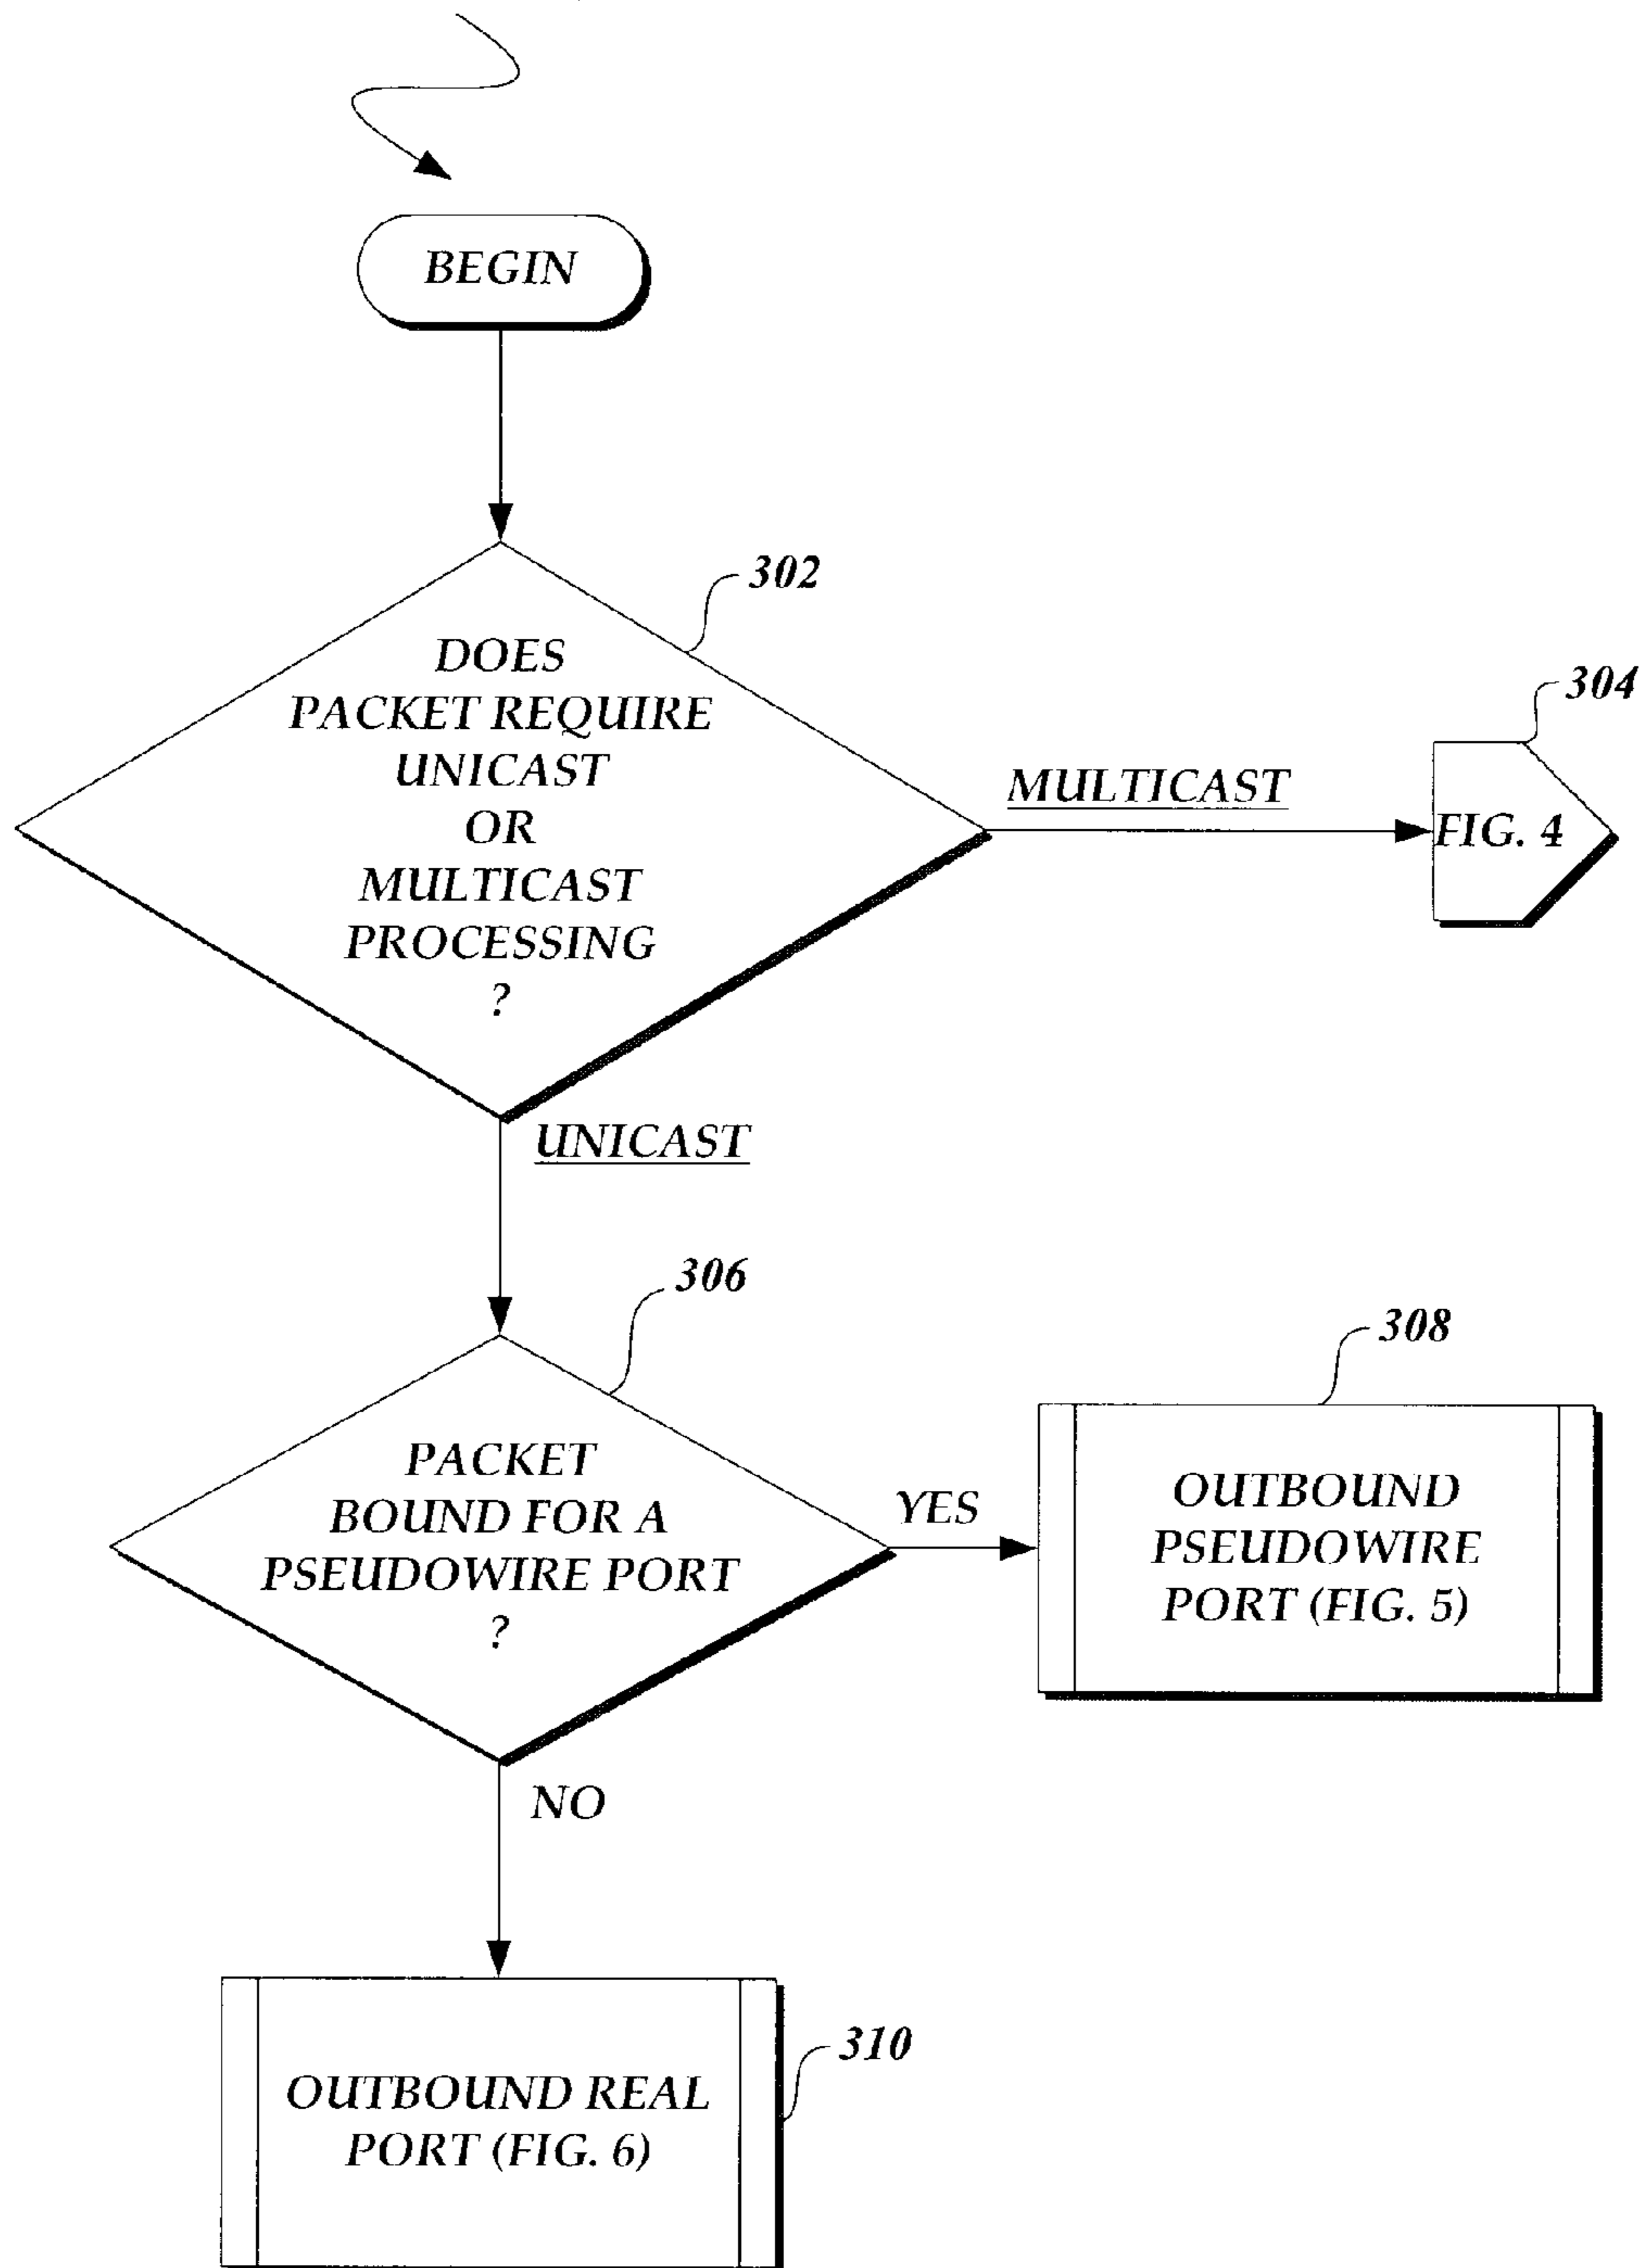 BEGIN
302
DOES
PACKET REQUIRE
UNICAST
OR
MULTICAST
PROCESSING
?
MULTICAST
304
FIG. 4
UNICAST
306
PACKET
BOUND FOR A
PSEUDOWIRE PORT
?
YES
308
OUTBOUND
PSEUDOWIRE
PORT (FIG. 5)
NO
310
OUTBOUND REAL
PORT (FIG. 6)